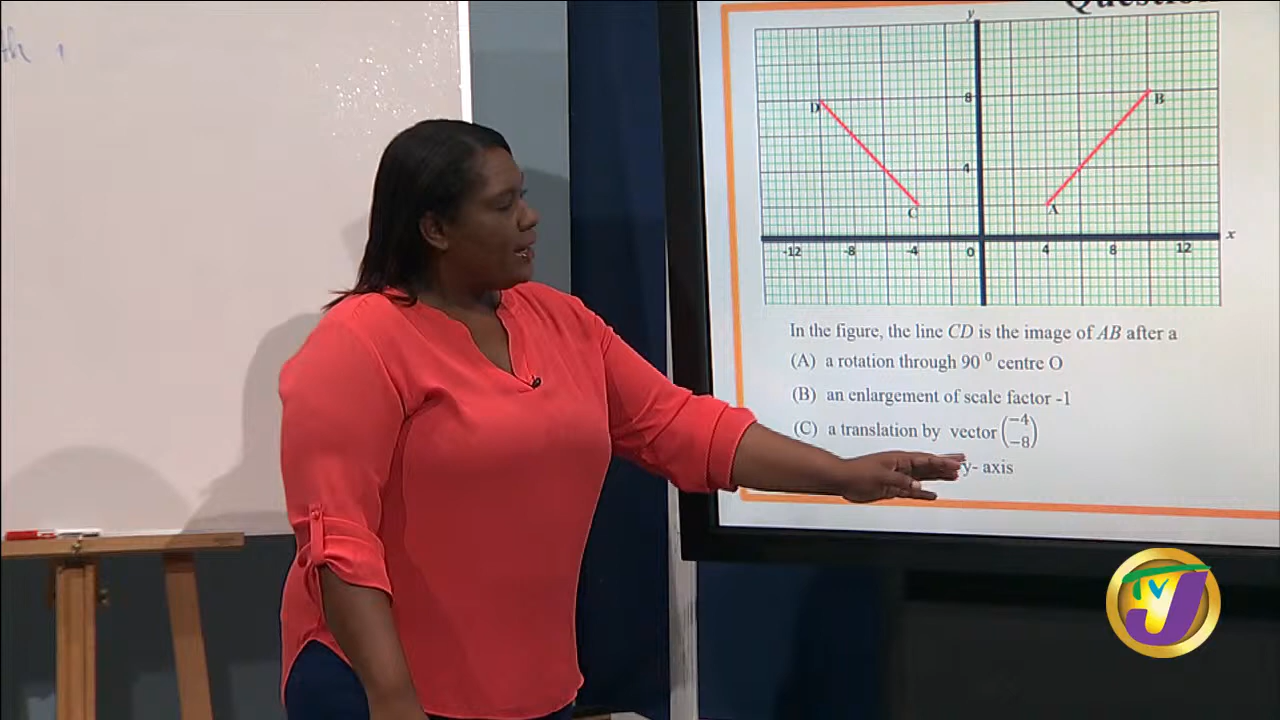 Question
y
D
B
8
4
C
A
-12 -8 -4 0 4 8 12 x
In the figure, the line CD is the image of AB after a
(A) a rotation through 90 ⁰ centre O
(B) an enlargement of scale factor -1
(C) a translation by vector (−4 −8)
y- axis
TVJ